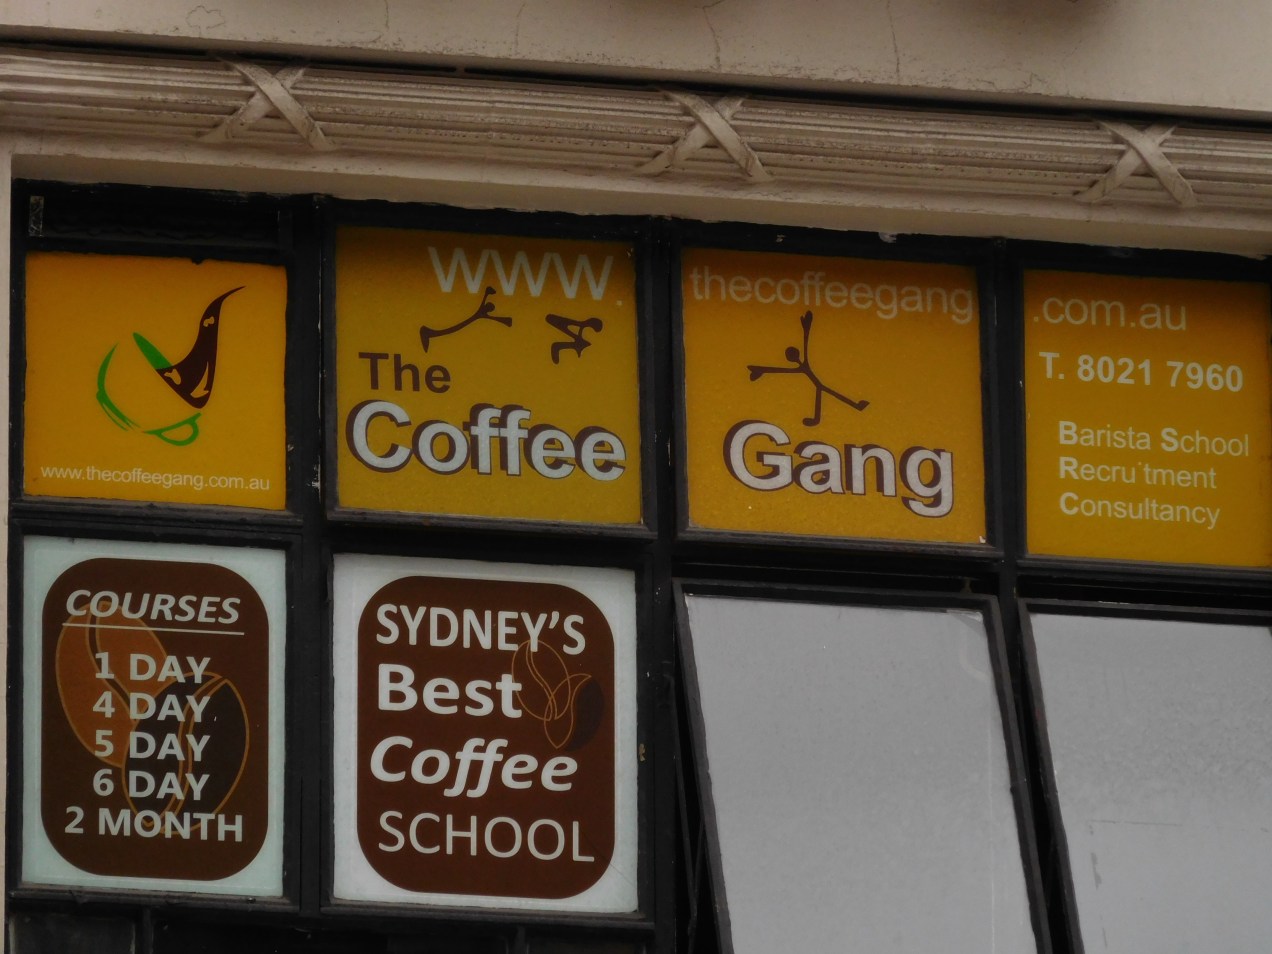 www.thecoffeegang.com.au
www.
The
Coffee
thecoffeegang
Gang
.com.au
T. 8021 7960
Barista School
Recru'tment
Consultancy
COURSES
1 DAY
4 DAY
5 DAY
6 DAY
2 MONTH
SYDNEY'S
Best
Coffee
SCHOOL